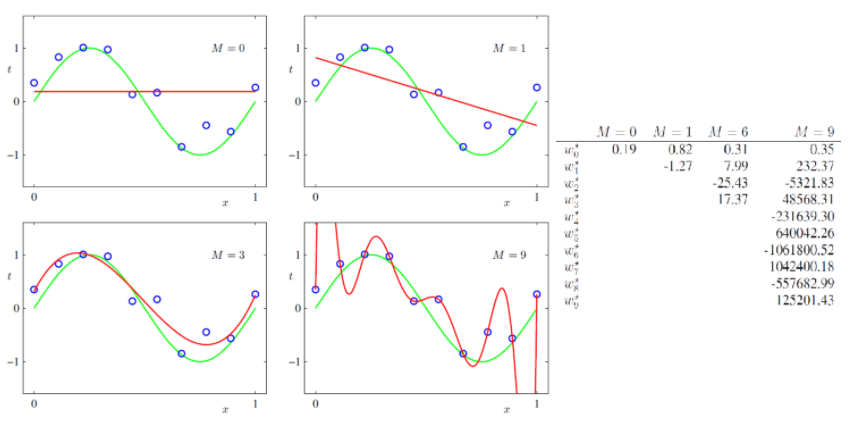 1
t
0
−1
M = 0
0
x
1
1
t
0
−1
M = 1
0
x
1
1
t
0
−1
M = 3
0
x
1
1
t
0
−1
M = 9
0
x
1
M = 0 M = 1 M = 6 M = 9
w₀* 0.19 0.82 0.31 0.35
w₁* -1.27 7.99 232.37
w₂* -25.43 -5321.83
w₃* 17.37 48568.31
w₄* -231639.30
w₅* 640042.26
w₆* -1061800.52
w₇* 1042400.18
w₈* -557682.99
w₉* 125201.43